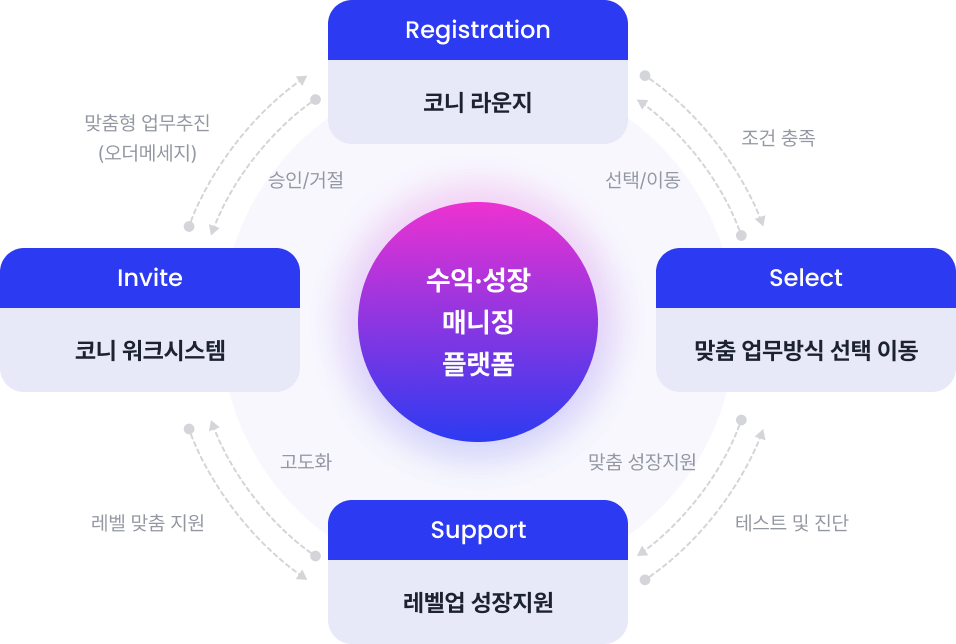 Registration
코니 라운지
맞춤형 업무추진
(오더메세지)
조건 충족
승인/거절
선택/이동
Invite
코니 워크시스템
수익·성장
매니징
플랫폼
Select
맞춤 업무방식 선택 이동
고도화
맞춤 성장지원
레벨 맞춤 지원
테스트 및 진단
Support
레벨업 성장지원